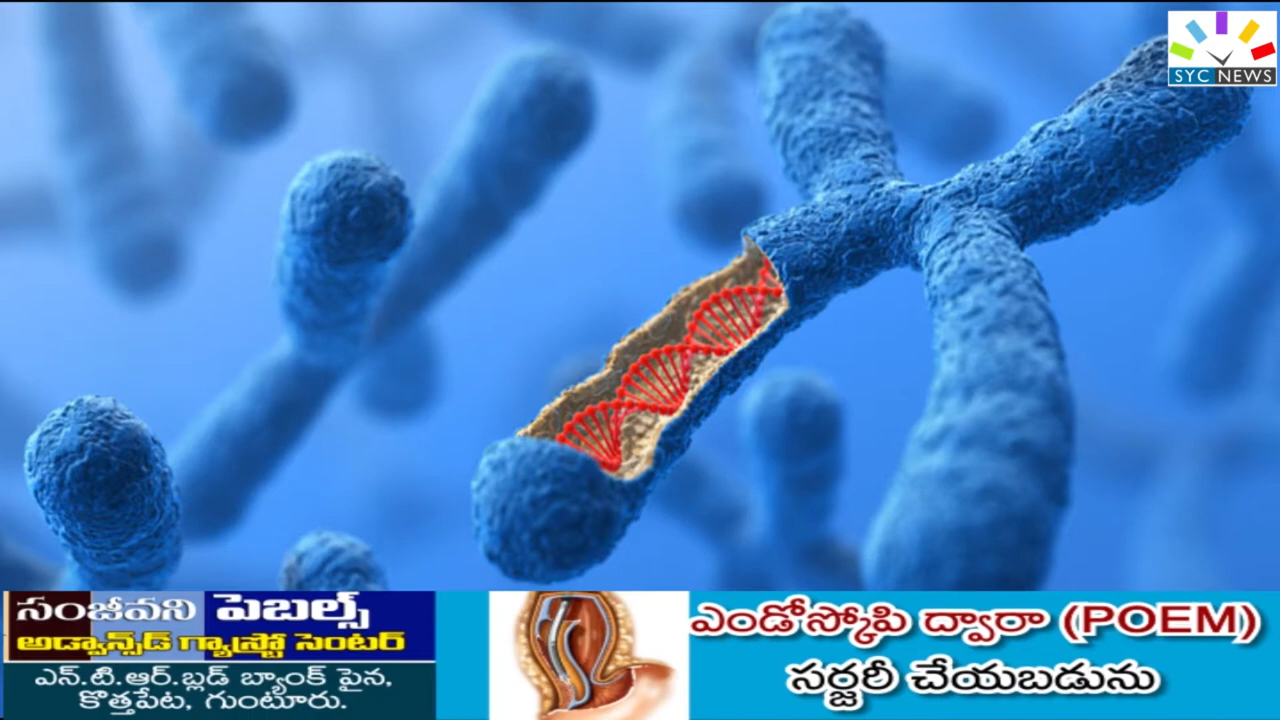 SYC NEWS
సంజీవని పెబల్స్
అడ్వాన్స్‌డ్ గ్యాస్ట్రో సెంటర్
ఎన్.టి.ఆర్.బ్లడ్ బ్యాంక్ పైన,
కొత్తపేట, గుంటూరు.
ఎండోస్కోపి ద్వారా (POEM)
సర్జరీ చేయబడును